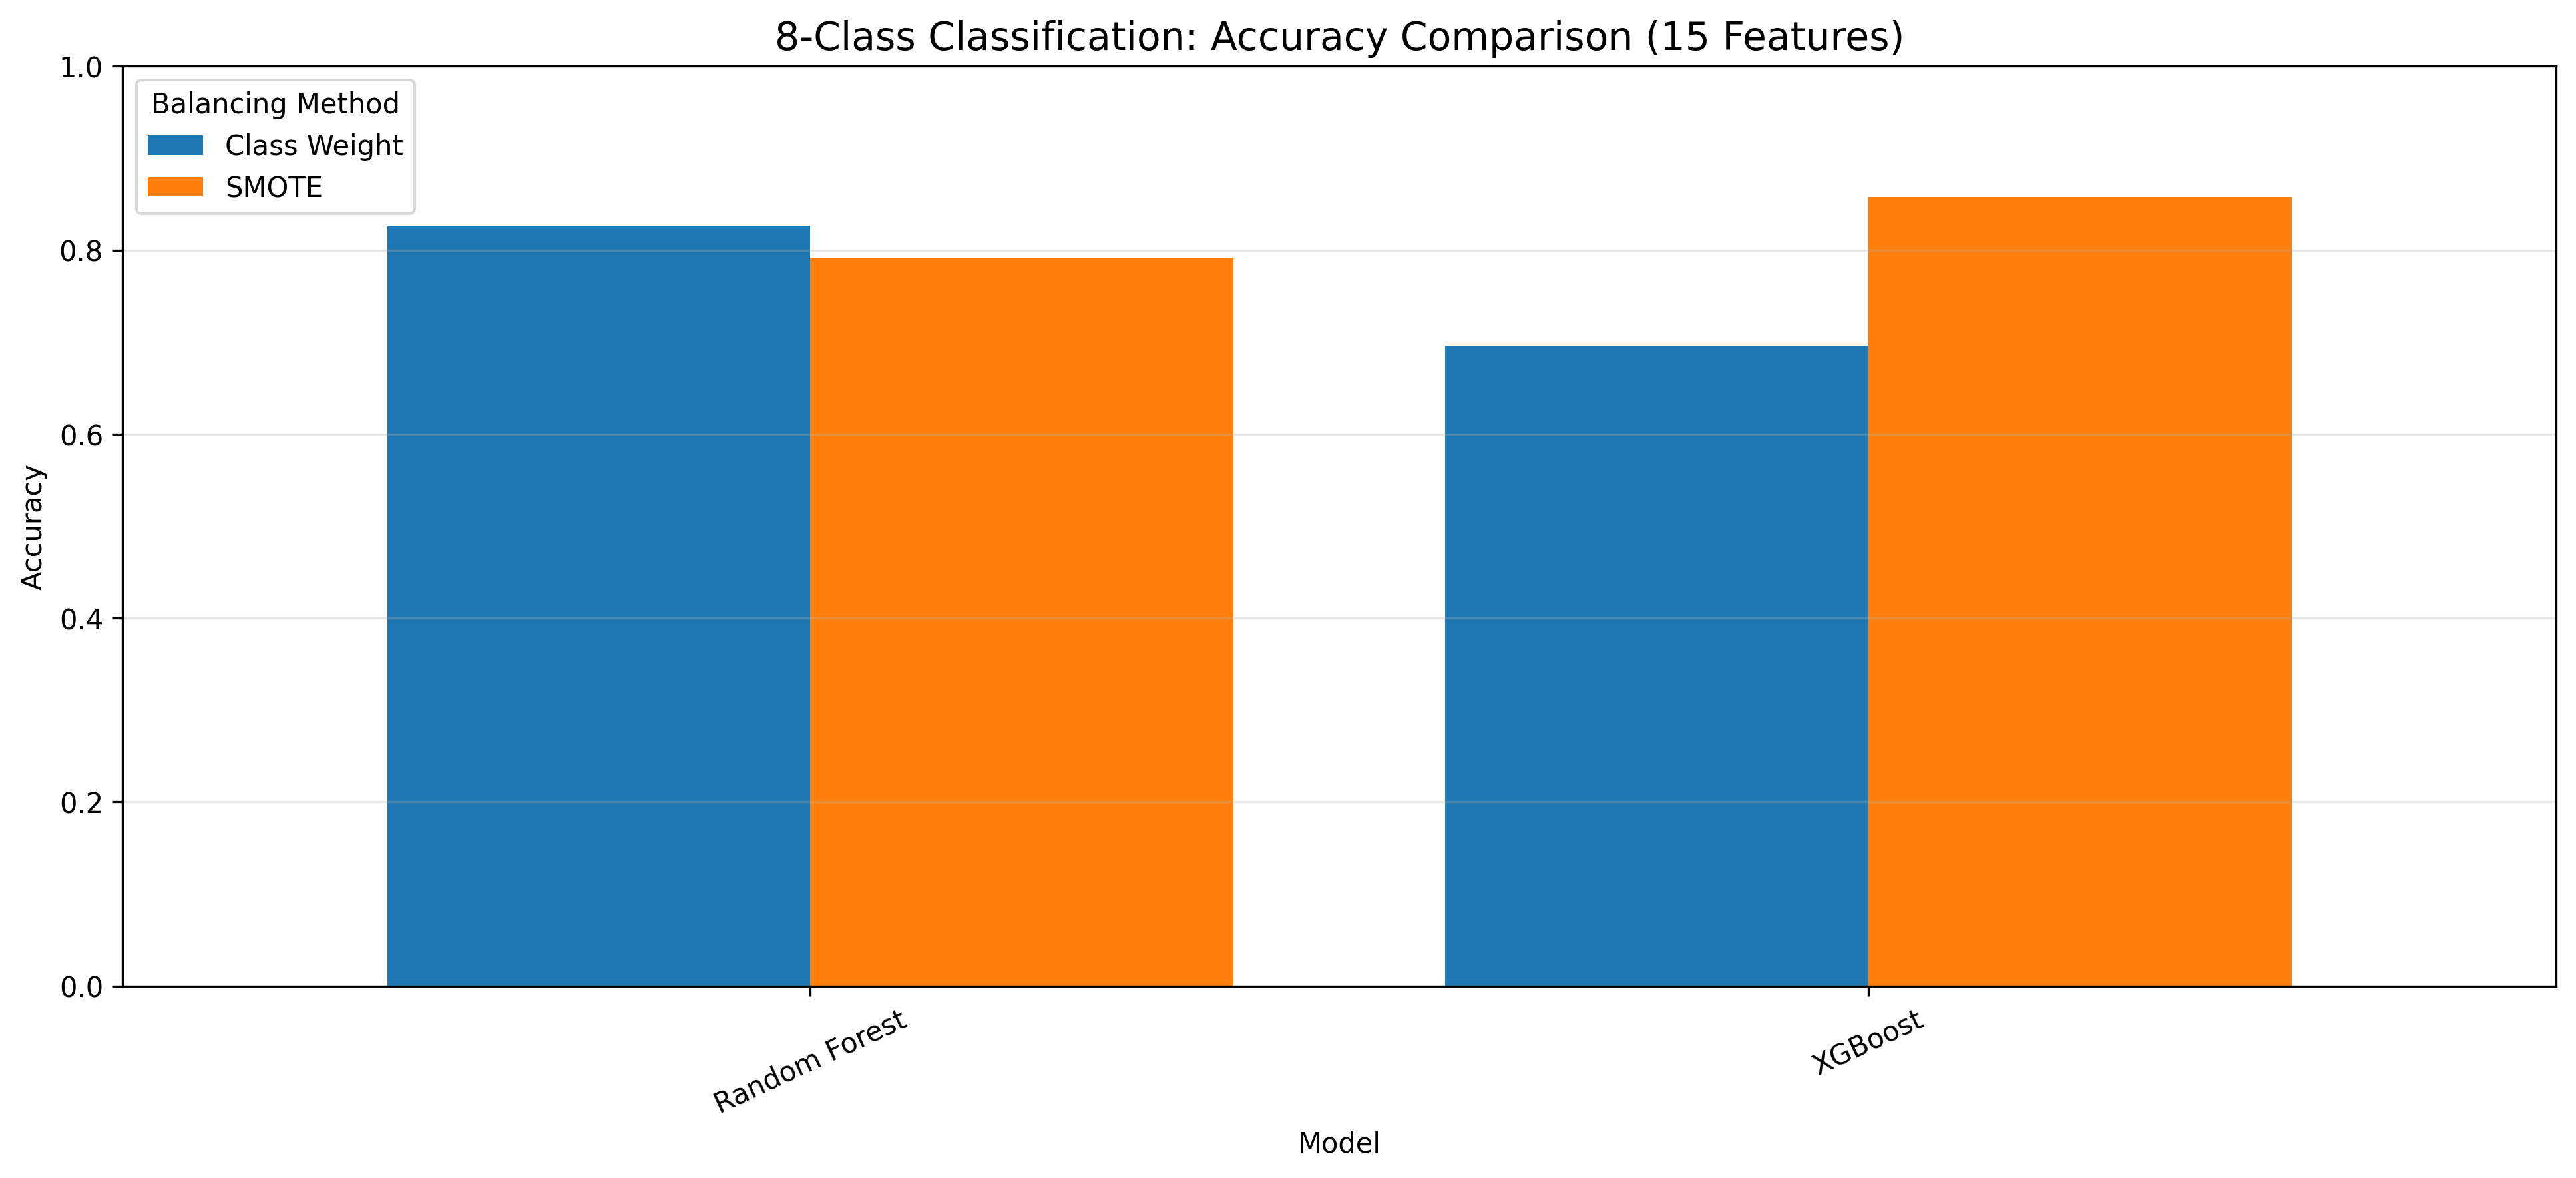 8-Class Classification: Accuracy Comparison (15 Features)
1.0
Balancing Method
Class Weight
SMOTE
0.8
0.6
Accuracy
0.4
0.2
0.0
Random Forest
XGBoost
Model